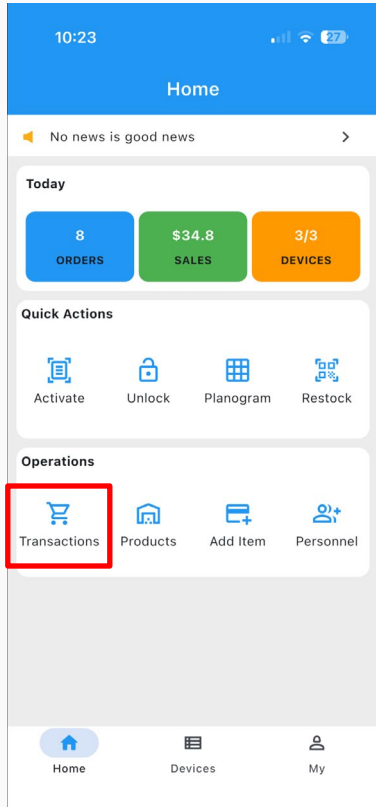 10:23
27
Home
No news is good news
Today
8
ORDERS
$34.8
SALES
3/3
DEVICES
Quick Actions
Activate
Unlock
Planogram
Restock
Operations
Transactions
Products
Add Item
Personnel
Home
Devices
My